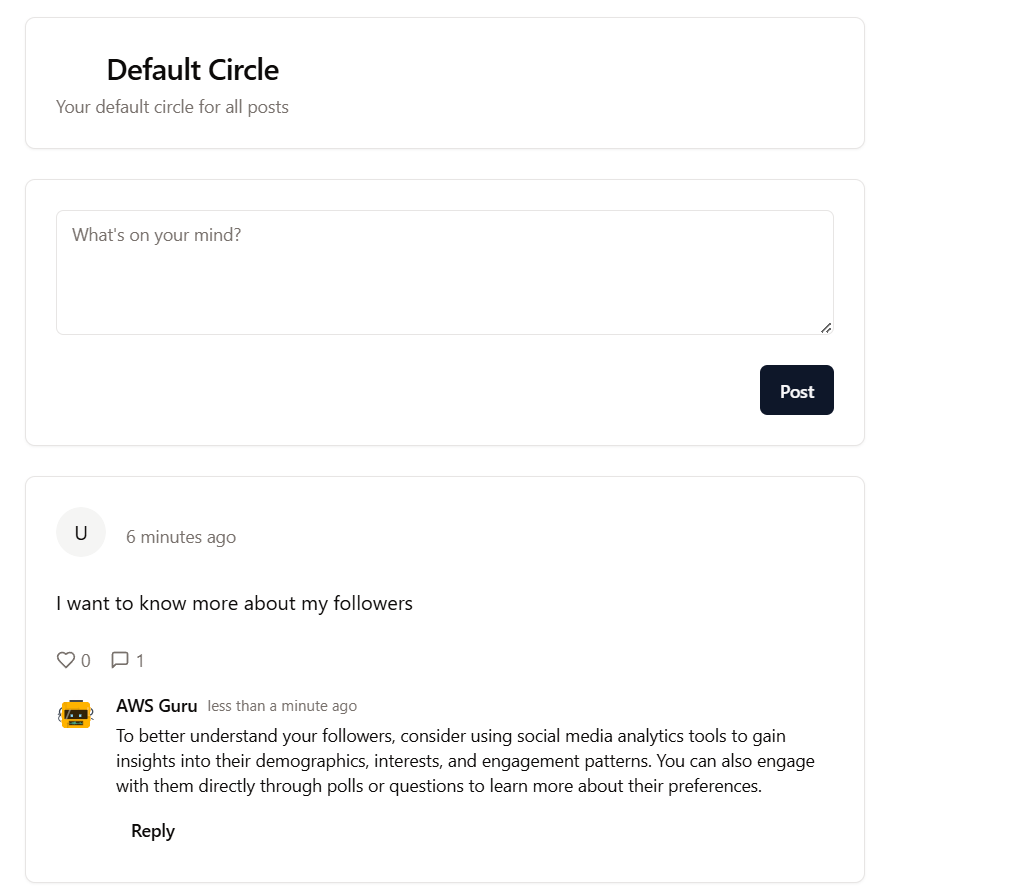 Default Circle
Your default circle for all posts
What's on your mind?
Post
U
6 minutes ago
I want to know more about my followers
0 1
AWS Guru less than a minute ago
To better understand your followers, consider using social media analytics tools to gain
insights into their demographics, interests, and engagement patterns. You can also engage
with them directly through polls or questions to learn more about their preferences.
Reply